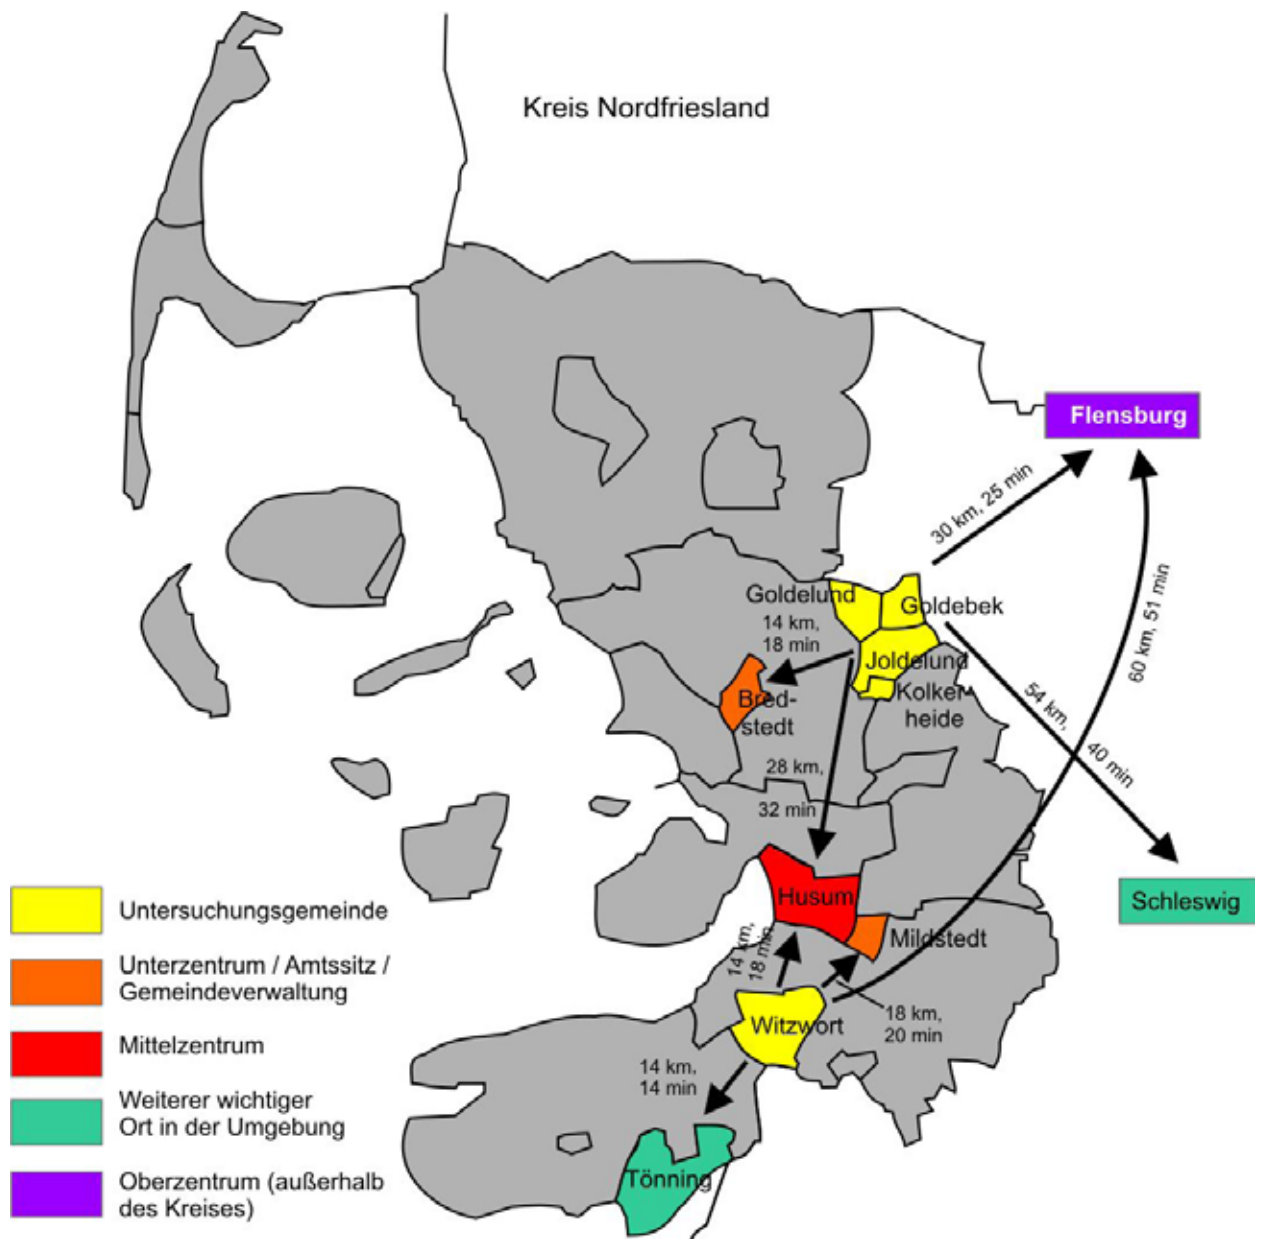 Kreis Nordfriesland
Flensburg
30 km, 25 min
60 km, 51 min
Goldelund
Goldebek
14 km,
18 min
Joldelund
Kolker-
heide
Bred-
stedt
54 km,
40 min
28 km,
32 min
Husum
Schleswig
Mildstedt
14 km,
18 min
Witzwort
18 km,
20 min
14 km,
14 min
Tönning
Untersuchungsgemeinde
Unterzentrum / Amtssitz /
Gemeindeverwaltung
Mittelzentrum
Weiterer wichtiger
Ort in der Umgebung
Oberzentrum (außerhalb
des Kreises)